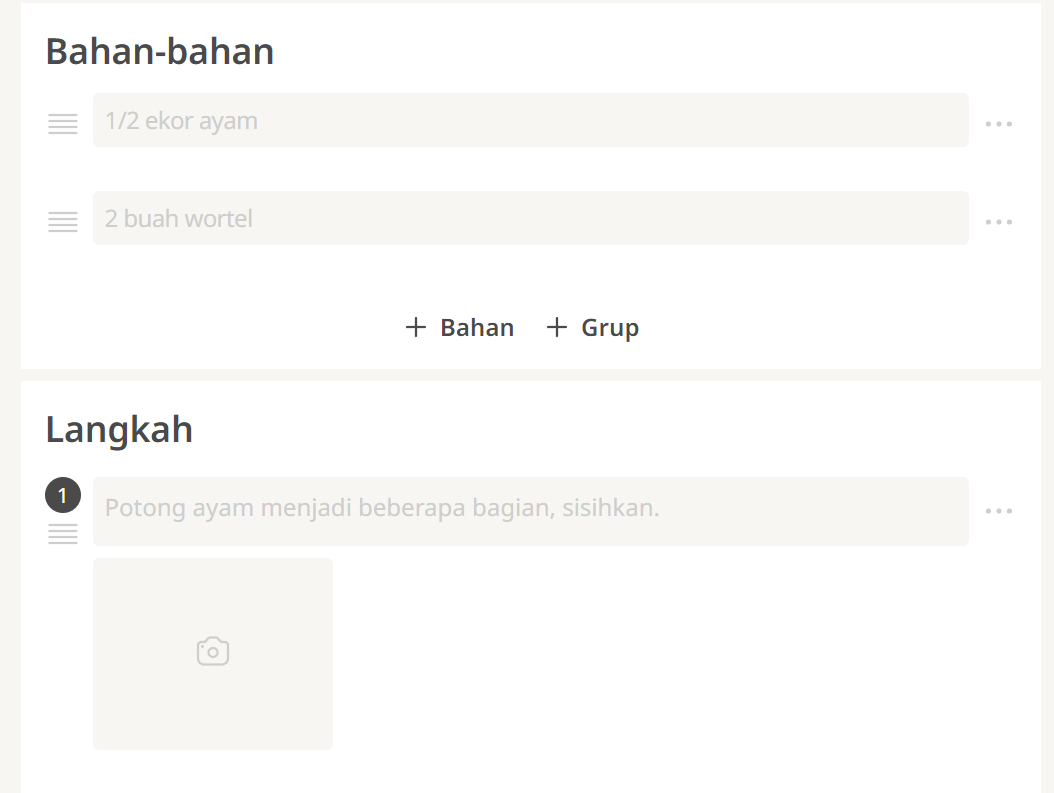 Bahan-bahan
1/2 ekor ayam
2 buah wortel
Bahan
Grup
Langkah
1
Potong ayam menjadi beberapa bagian, sisihkan.